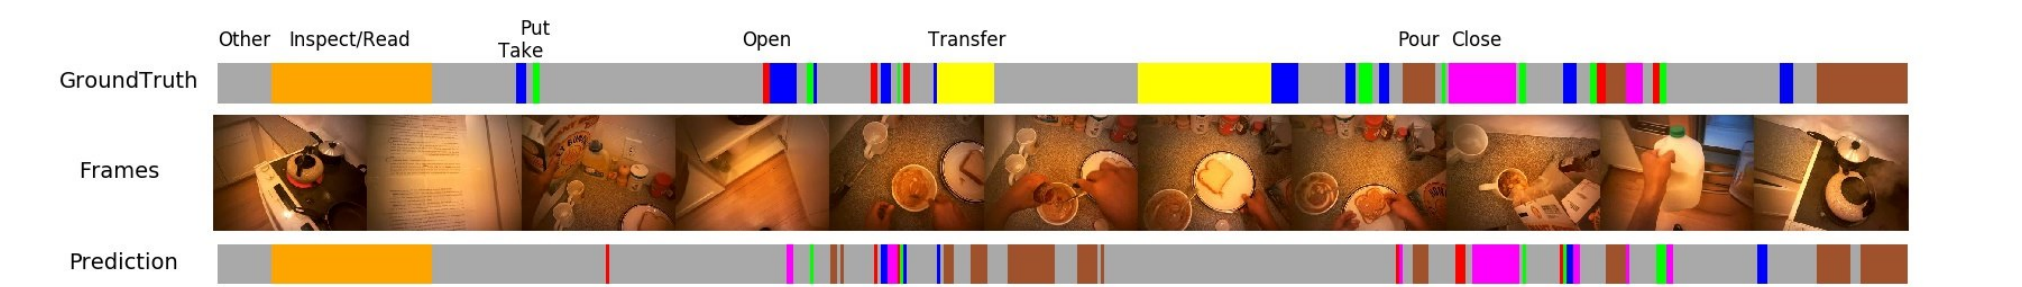 Put
Other Inspect/Read Take Open Transfer Pour Close
GroundTruth
Frames
Prediction